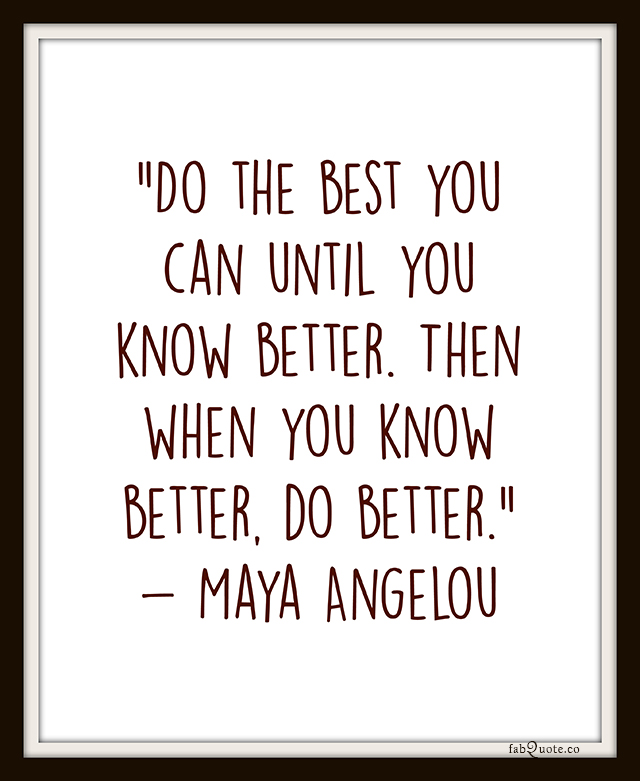 "DO THE BEST YOU
CAN UNTIL YOU
KNOW BETTER. THEN
WHEN YOU KNOW
BETTER, DO BETTER."
– MAYA ANGELOU
fabQuote.co